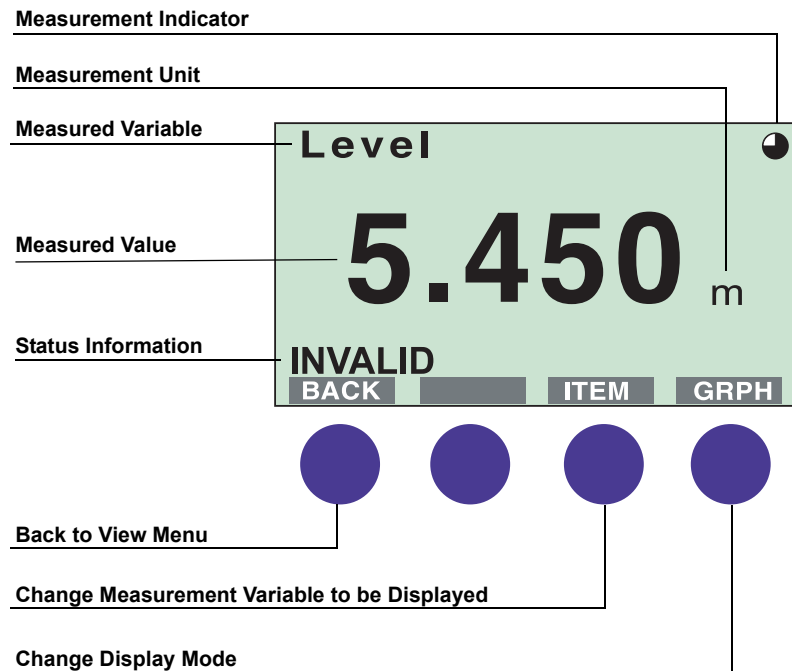 Measurement Indicator
Measurement Unit
Measured Variable
Level
Measured Value
5.450 m
Status Information
INVALID
BACK ITEM GRPH
Back to View Menu
Change Measurement Variable to be Displayed
Change Display Mode